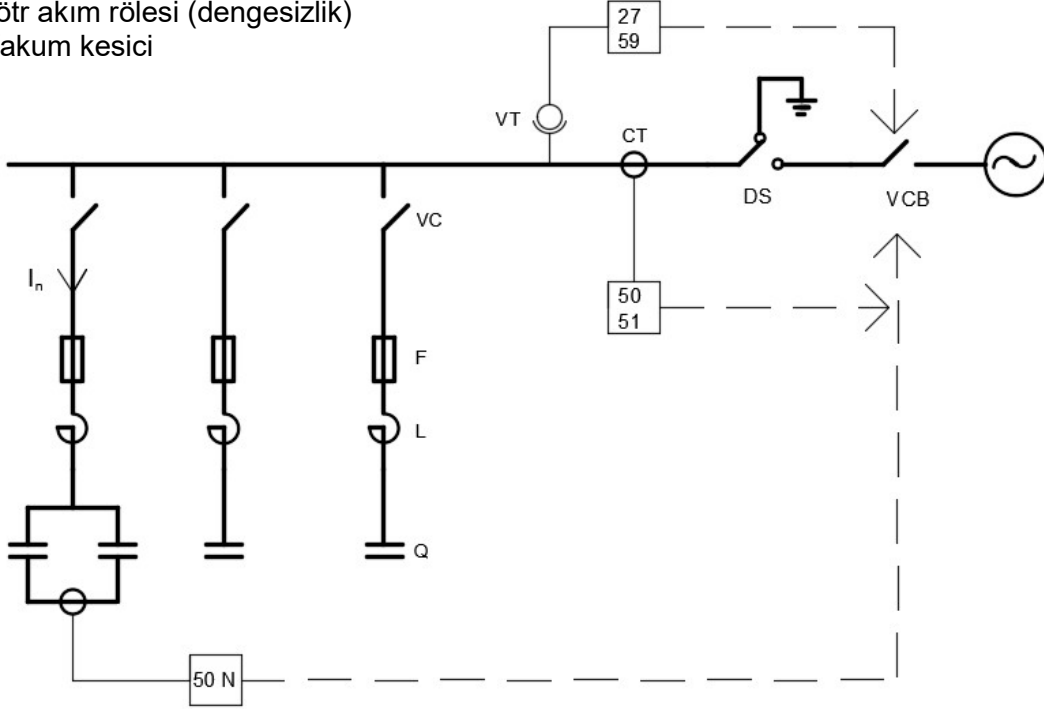 ötr akım rölesi (dengesizlik)
akum kesici
27
59
VT
CT
DS
VCB
VC
Iₙ
50
51
F
L
Q
50 N